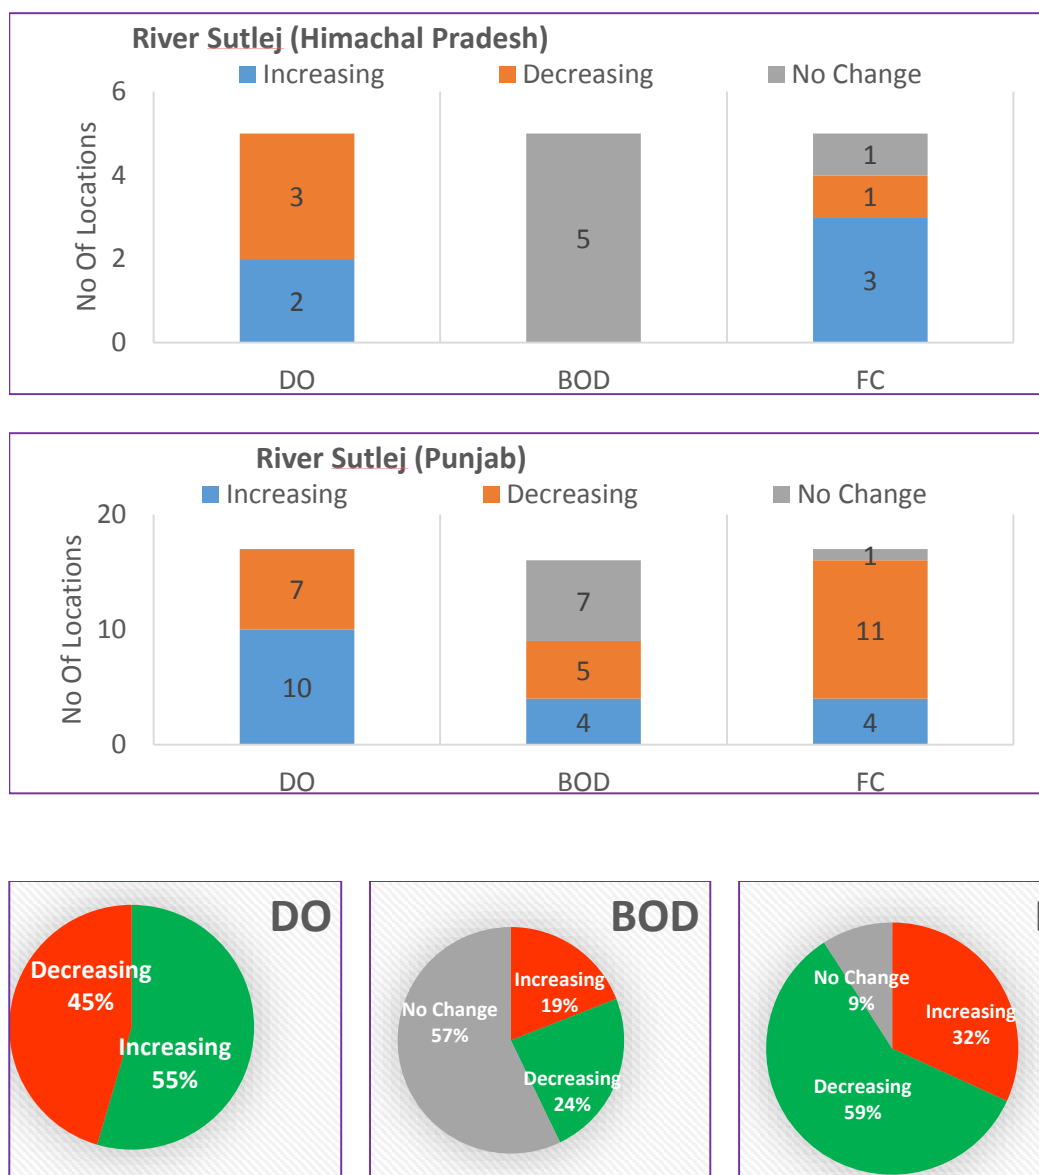 River Sutlej (Himachal Pradesh)
Increasing Decreasing No Change
No Of Locations
6
4
2
0
3
2
5
1
1
3
DO BOD FC
River Sutlej (Punjab)
Increasing Decreasing No Change
No Of Locations
20
10
0
7
10
7
5
4
1
11
4
DO BOD FC
DO
Decreasing
45%
Increasing
55%
BOD
No Change
57%
Increasing
19%
Decreasing
24%
No Change
9%
Increasing
32%
Decreasing
59%